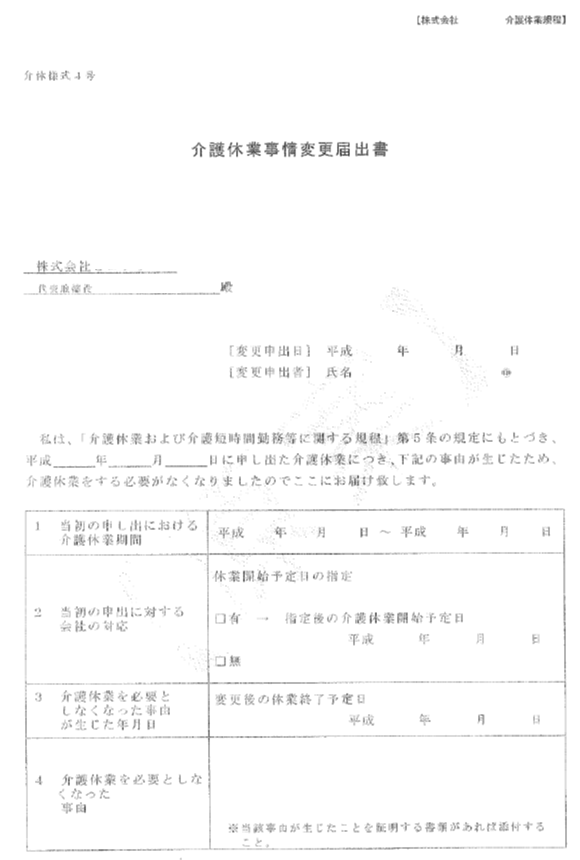 【株式会社　　　　介護休業規程】
介休様式4号
介護休業事情変更届出書
株式会社
代表取締役　　　　殿
［変更申出日］　平成　　年　　月　　日
［変更申出者］　氏名　　　　　　　㊞
私は、「介護休業および介護短時間勤務等に関する規程」第5条の規定にもとづき、
平成______年______月______日に申し出た介護休業につき、下記の事由が生じたため、
介護休業をする必要がなくなりましたのでここにお届け致します。
1　当初の申し出における
介護休業期間
平成　　年　　月　　日 ～ 平成　　年　　月　　日
2　当初の申出に対する
会社の対応
休業開始予定日の指定
□有　―　指定後の介護休業開始予定日
平成　　年　　月　　日
□無
3　介護休業を必要と
しなくなった事由
が生じた年月日
変更後の休業終了予定日
平成　　年　　月　　日
4　介護休業を必要としな
くなった
事由
※当該事由が生じたことを証明する書類があれば添付する
こと。